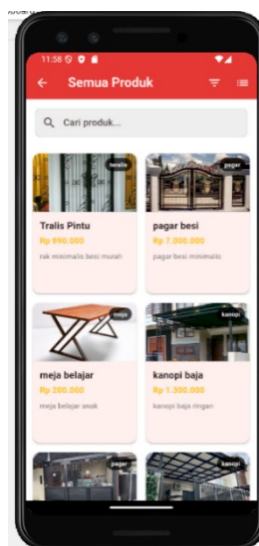 11:58
Semua Produk
Cari produk...
teralis
pagar
Tralis Pintu
pagar besi
Rp 890.000
Rp 7.000.000
rak minimalis besi murah
pagar besi minimalis
meja
kanopi
meja belajar
kanopi baja
Rp 200.000
Rp 1.300.000
meja belajar anak
kanopi baja ringan
pagar
kanopi